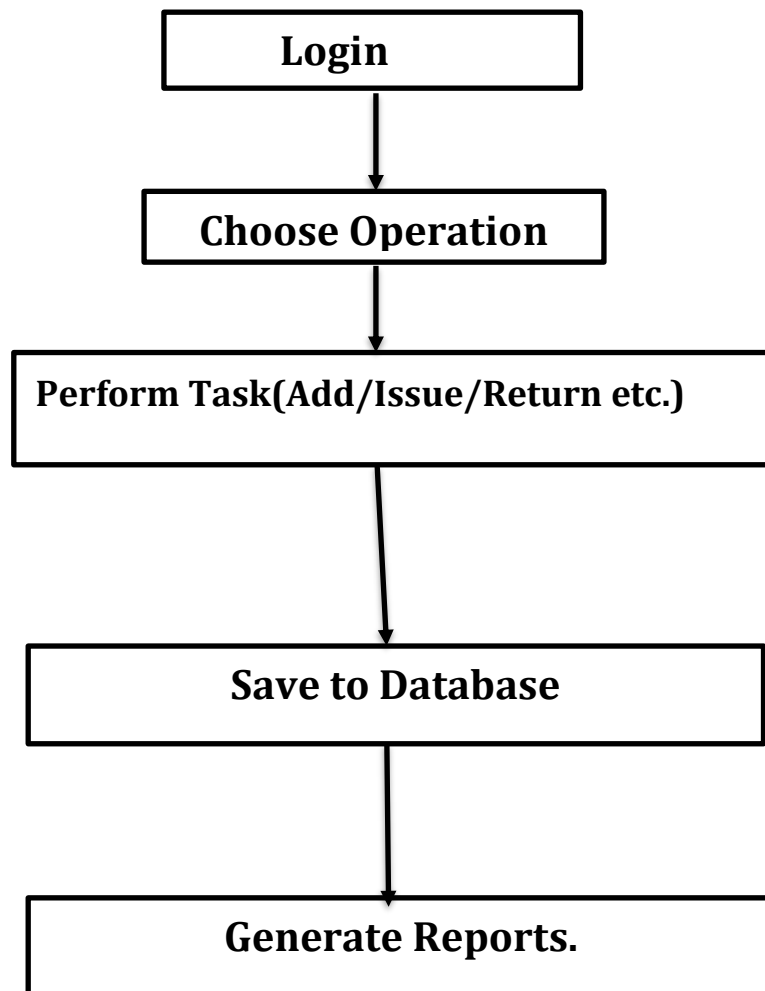 Login
Choose Operation
Perform Task(Add/Issue/Return etc.)
Save to Database
Generate Reports.